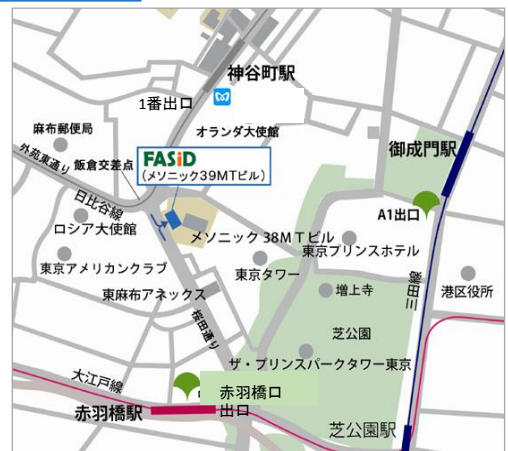 神谷町駅
1番出口
オランダ大使館
麻布郵便局
外苑東通り
飯倉交差点
FASiD
(メソニック39MTビル)
御成門駅
A1出口
日比谷線
ロシア大使館
メソニック 38MTビル
東京プリンスホテル
東京アメリカンクラブ
東京タワー
三田線
港区役所
東麻布アネックス
増上寺
桜田通り
芝公園
ザ・プリンスパークタワー東京
大江戸線
赤羽橋口
出口
赤羽橋駅
芝公園駅